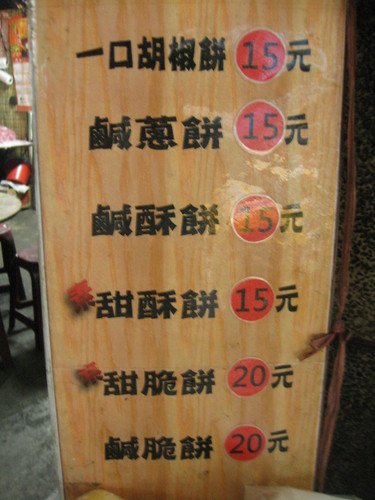 一口胡椒餅 15元
鹹蔥餅 15元
鹹酥餅 15元
甜酥餅 15元
甜脆餅 20元
鹹脆餅 20元